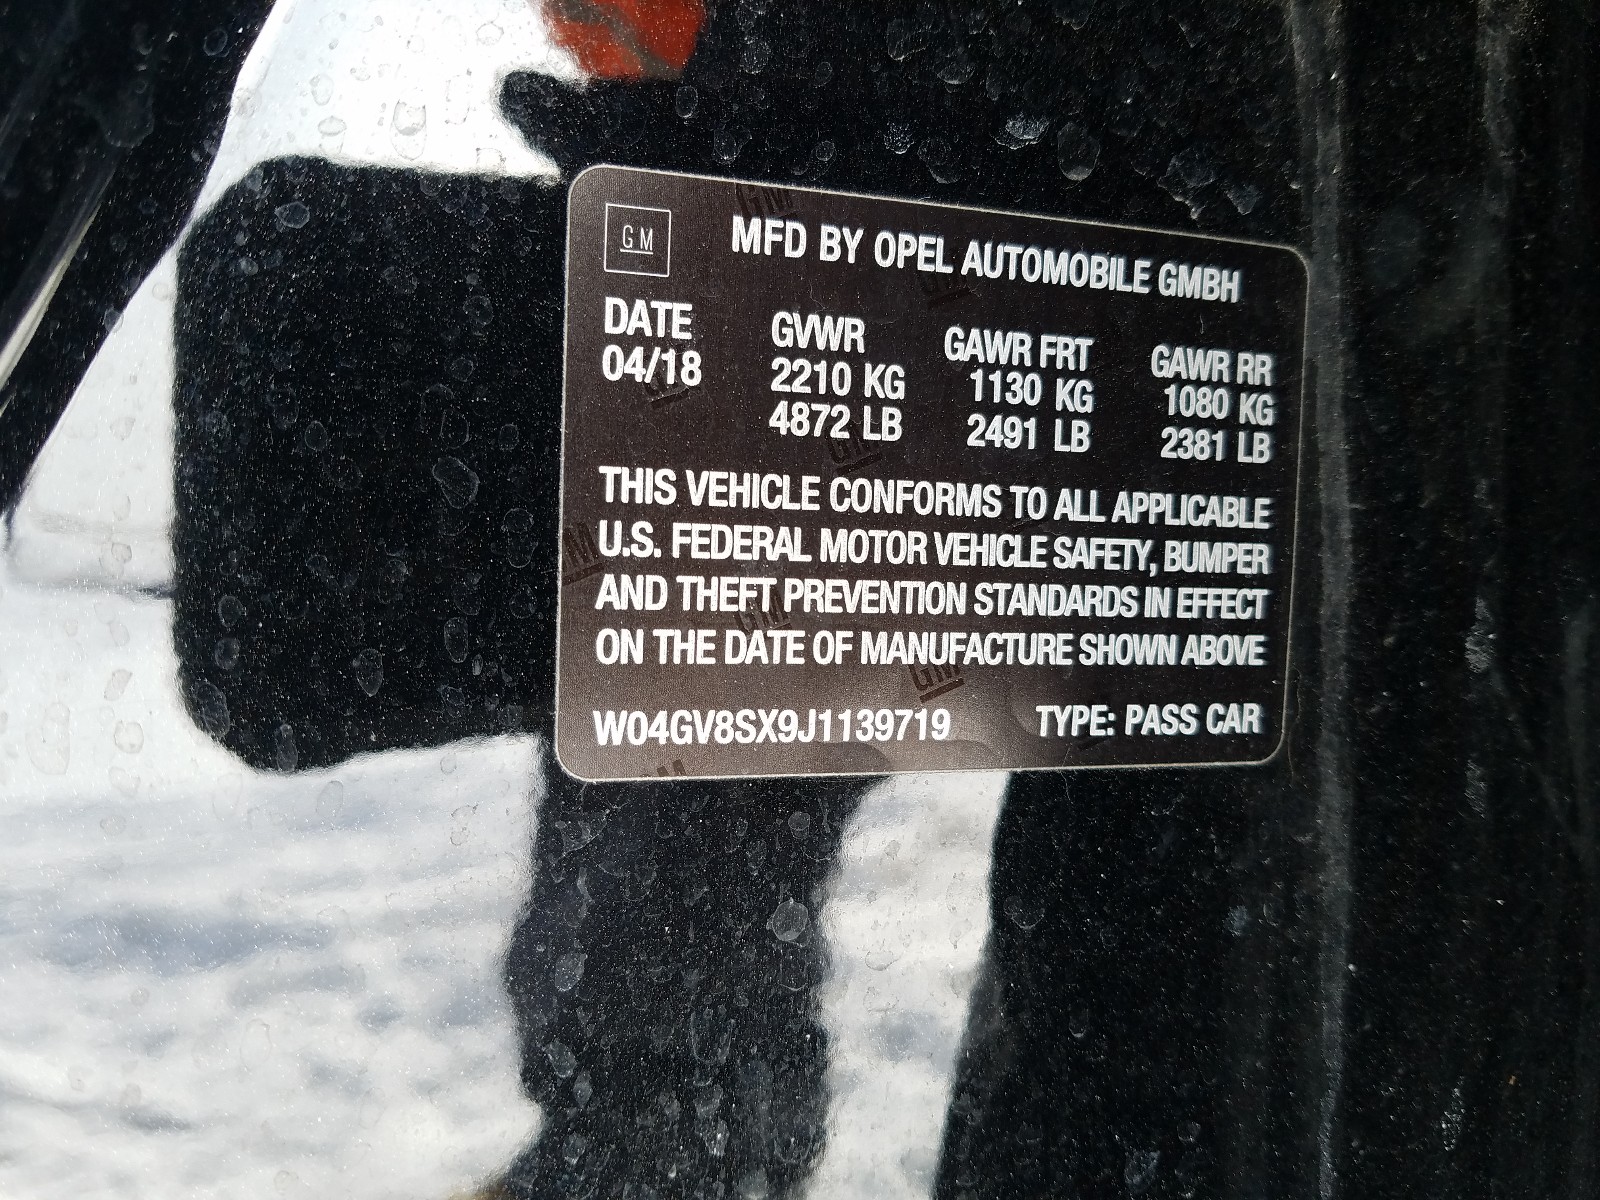 GM
MFD BY OPEL AUTOMOBILE GMBH
DATE GVWR GAWR FRT GAWR RR
04/18 2210 KG 1130 KG 1080 KG
4872 LB 2491 LB 2381 LB
THIS VEHICLE CONFORMS TO ALL APPLICABLE
U.S. FEDERAL MOTOR VEHICLE SAFETY, BUMPER
AND THEFT PREVENTION STANDARDS IN EFFECT
ON THE DATE OF MANUFACTURE SHOWN ABOVE
W04GV8SX9J1139719 TYPE: PASS CAR